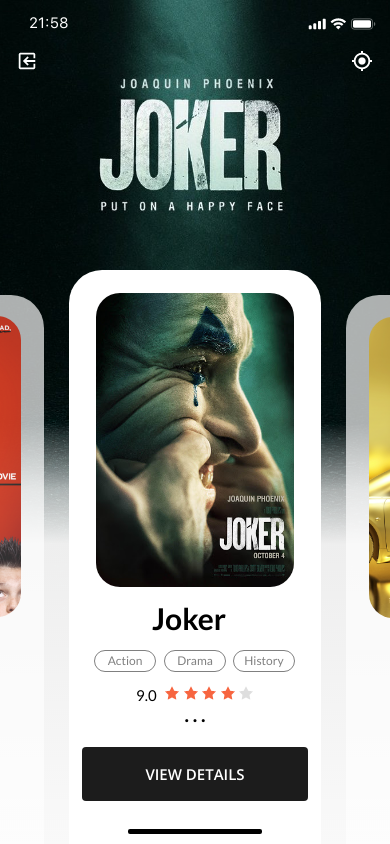 21:58
JOAQUIN PHOENIX
JOKER
PUT ON A HAPPY FACE
AD.
OVIE
JOAQUIN PHOENIX
JOKER
OCTOBER 4
Joker
Action Drama History
9.0
...
VIEW DETAILS